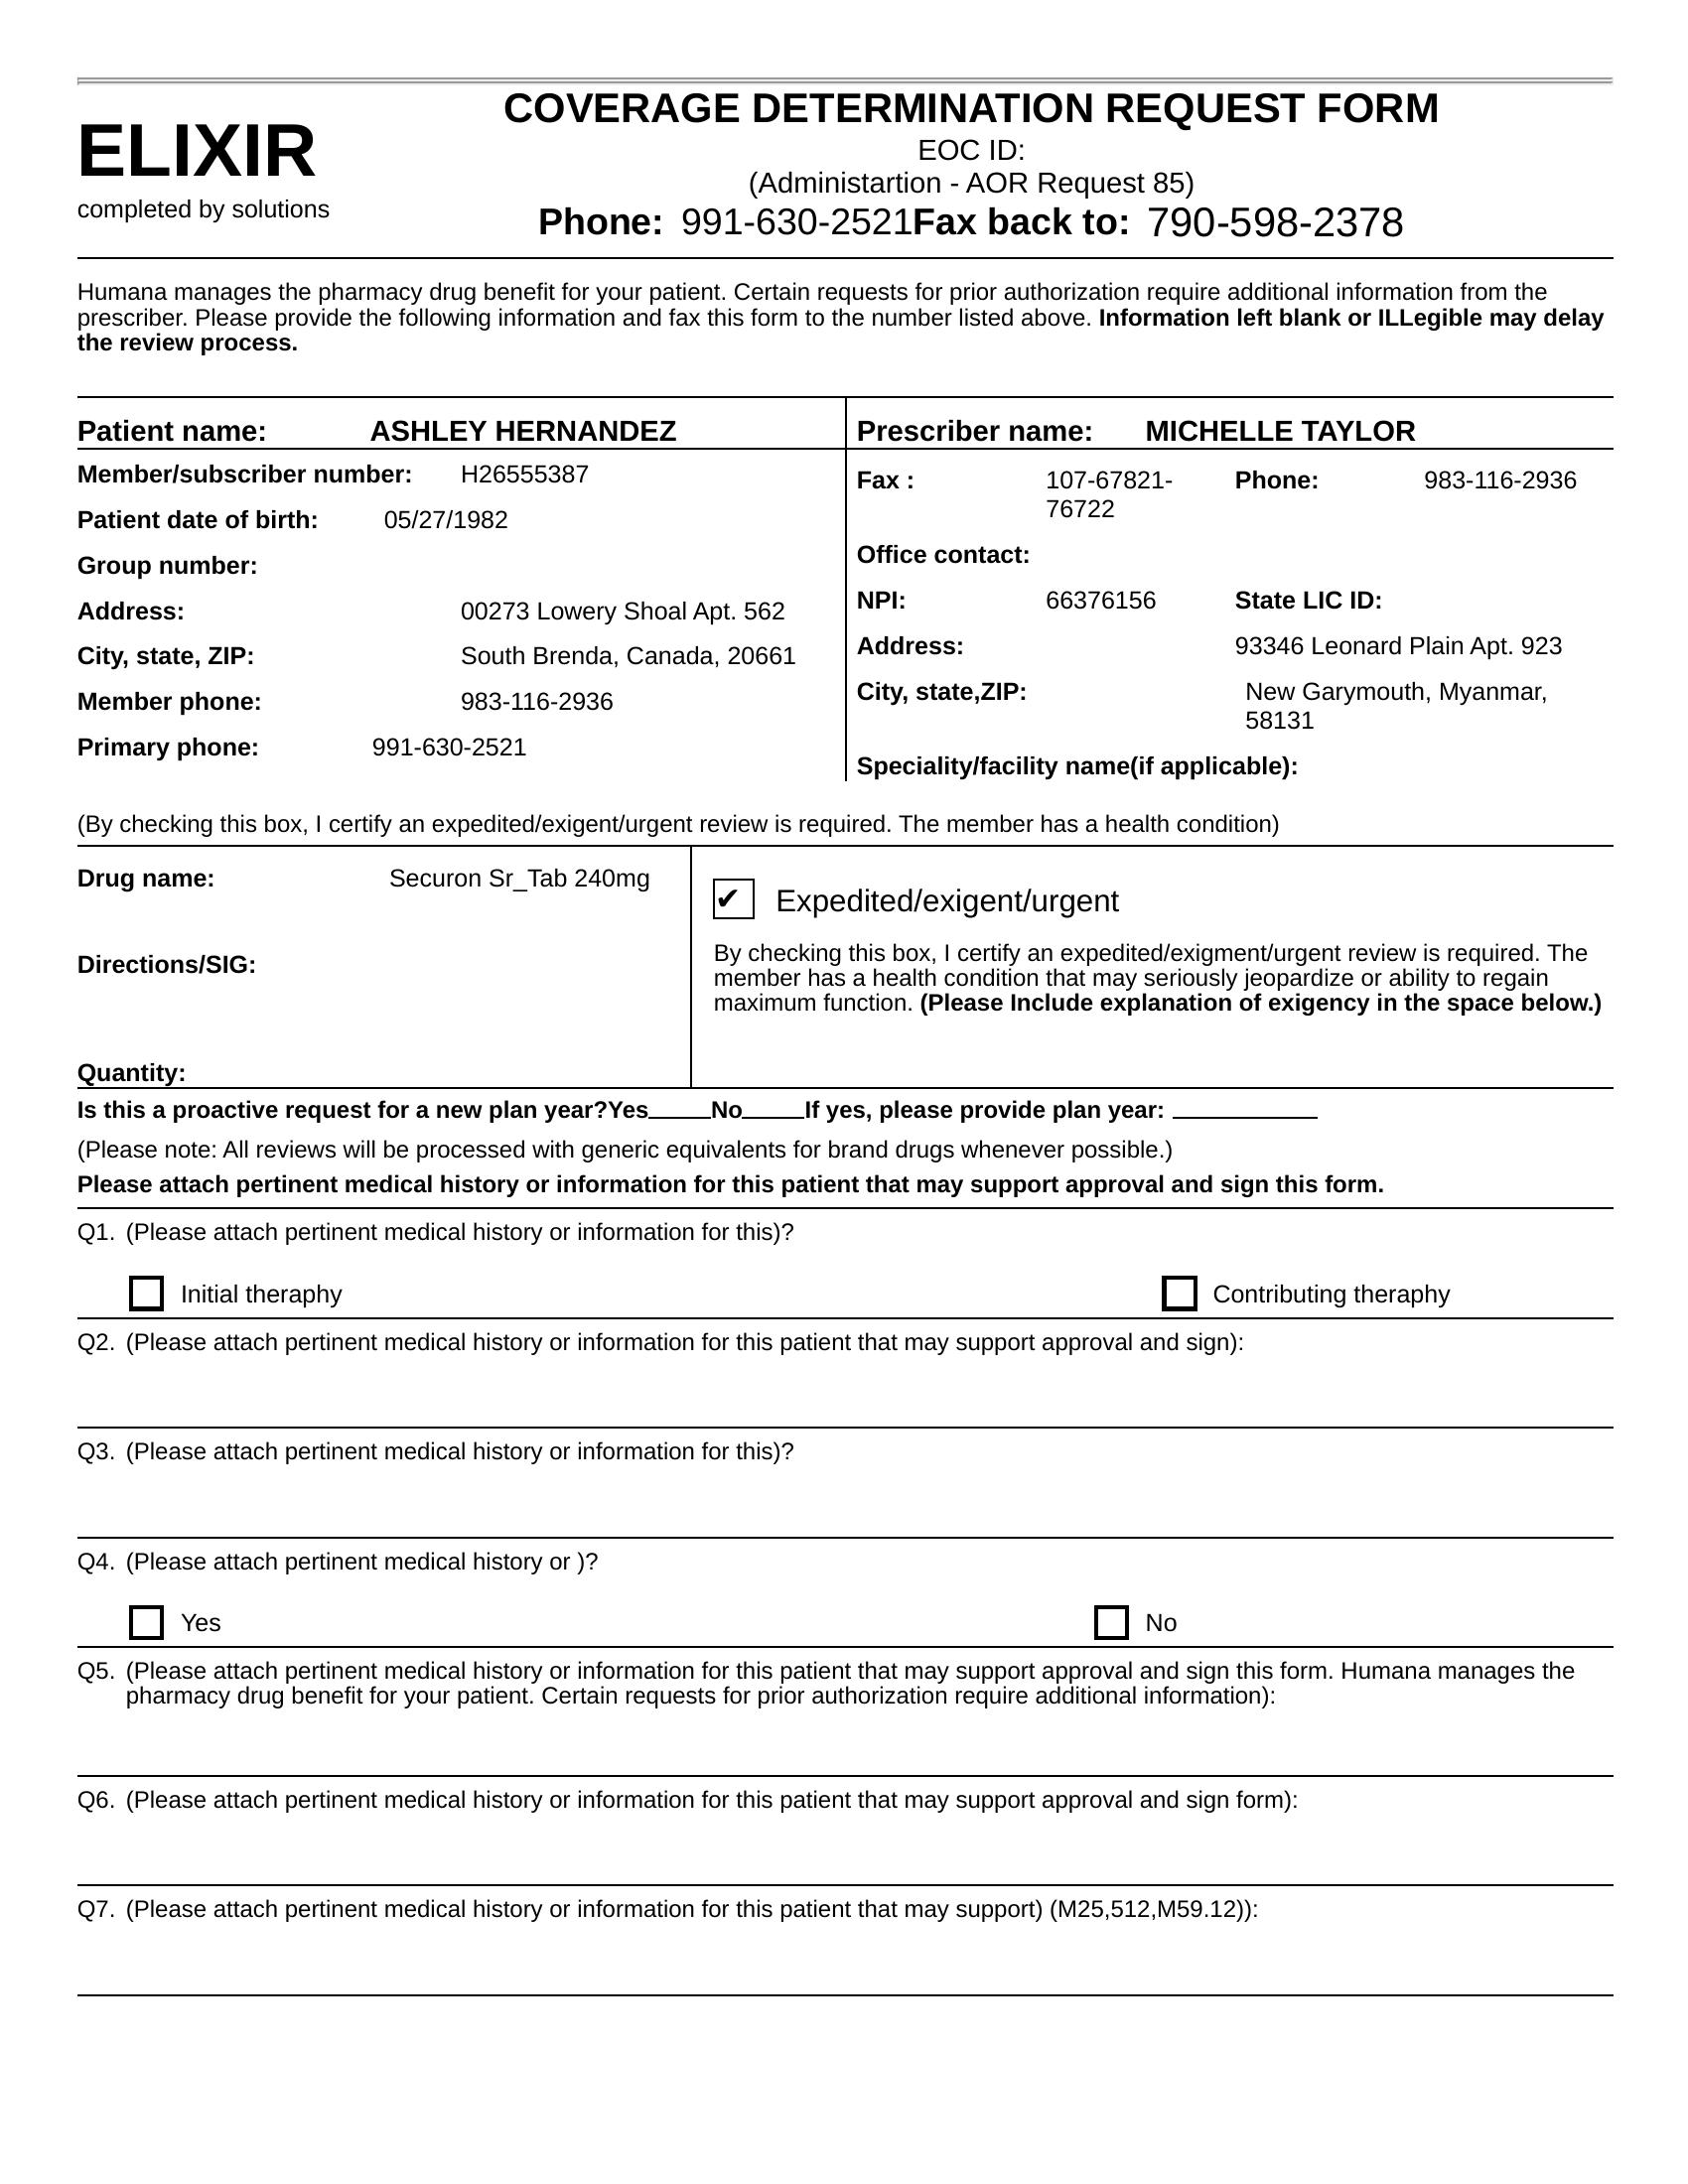 COVERAGE DETERMINATION REQUEST FORM
ELIXIR
completed by solutions
EOC ID:
(Administartion - AOR Request 85)
Phone: 991-630-2521Fax back to: 790-598-2378
Humana manages the pharmacy drug benefit for your patient. Certain requests for prior authorization require additional information from the
prescriber. Please provide the following information and fax this form to the number listed above. Information left blank or ILLegible may delay
the review process.
Patient name: ASHLEY HERNANDEZ
Member/subscriber number: H26555387
Patient date of birth: 05/27/1982
Group number:
Address: 00273 Lowery Shoal Apt. 562
City, state, ZIP: South Brenda, Canada, 20661
Member phone: 983-116-2936
Primary phone: 991-630-2521
Prescriber name: MICHELLE TAYLOR
Fax : 107-67821- Phone: 983-116-2936
76722
Office contact:
NPI: 66376156 State LIC ID:
Address: 93346 Leonard Plain Apt. 923
City, state,ZIP: New Garymouth, Myanmar,
58131
Speciality/facility name(if applicable):
(By checking this box, I certify an expedited/exigent/urgent review is required. The member has a health condition)
Drug name: Securon Sr_Tab 240mg
Directions/SIG:
Quantity:
✔ Expedited/exigent/urgent
By checking this box, I certify an expedited/exigment/urgent review is required. The
member has a health condition that may seriously jeopardize or ability to regain
maximum function. (Please Include explanation of exigency in the space below.)
Is this a proactive request for a new plan year?Yes_____No_____If yes, please provide plan year: ___________
(Please note: All reviews will be processed with generic equivalents for brand drugs whenever possible.)
Please attach pertinent medical history or information for this patient that may support approval and sign this form.
Q1. (Please attach pertinent medical history or information for this)?
Initial theraphy Contributing theraphy
Q2. (Please attach pertinent medical history or information for this patient that may support approval and sign):
Q3. (Please attach pertinent medical history or information for this)?
Q4. (Please attach pertinent medical history or )?
Yes No
Q5. (Please attach pertinent medical history or information for this patient that may support approval and sign this form. Humana manages the
pharmacy drug benefit for your patient. Certain requests for prior authorization require additional information):
Q6. (Please attach pertinent medical history or information for this patient that may support approval and sign form):
Q7. (Please attach pertinent medical history or information for this patient that may support) (M25,512,M59.12)):